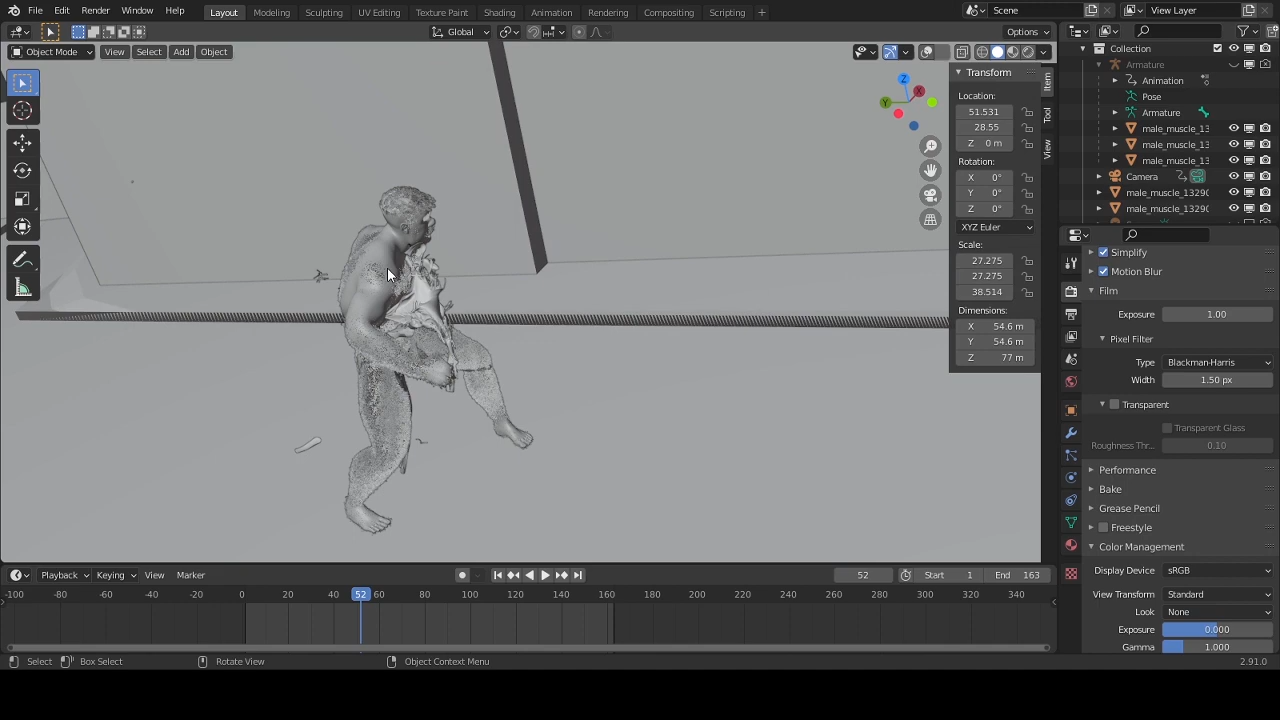 File Edit Render Window Help Layout Modeling Sculpting UV Editing Texture Paint Shading Animation Rendering Compositing Scripting + Scene View Layer
Global Options
Object Mode View Select Add Object
Collection
Armature
Animation
Pose
Armature
male_muscle_13
male_muscle_13
male_muscle_13
Camera
male_muscle_1329(
male_muscle_1329(
Z X Y
Transform
Location:
51.531
28.55
Z 0 m
Rotation:
X 0°
Y 0°
Z 0°
XYZ Euler
Scale:
27.275
27.275
38.514
Dimensions:
X 54.6 m
Y 54.6 m
Z 77 m
Item
Tool
View
Simplify
Motion Blur
Film
Exposure 1.00
Pixel Filter
Type Blackman-Harris
Width 1.50 px
Transparent
Transparent Glass
Roughness Thr... 0.10
Performance
Bake
Grease Pencil
Freestyle
Color Management
Display Device sRGB
View Transform Standard
Look None
Exposure 0.000
Gamma 1.000
Playback Keying View Marker 52 Start 1 End 163
-100 -80 -60 -40 -20 0 20 40 52 60 80 100 120 140 160 180 200 220 240 260 280 300 320 340
Select Box Select Rotate View Object Context Menu 2.91.0